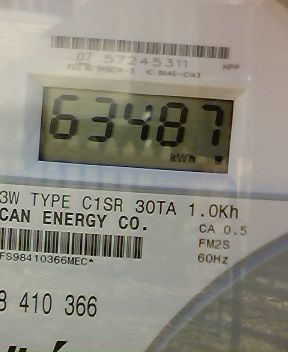 07 57245311
63487
kWh
3W TYPE C1SR 30TA 1.0Kh
CAN ENERGY CO.
CA 0.5
FM2S
FS98410366MEC*
60Hz
8 410 366